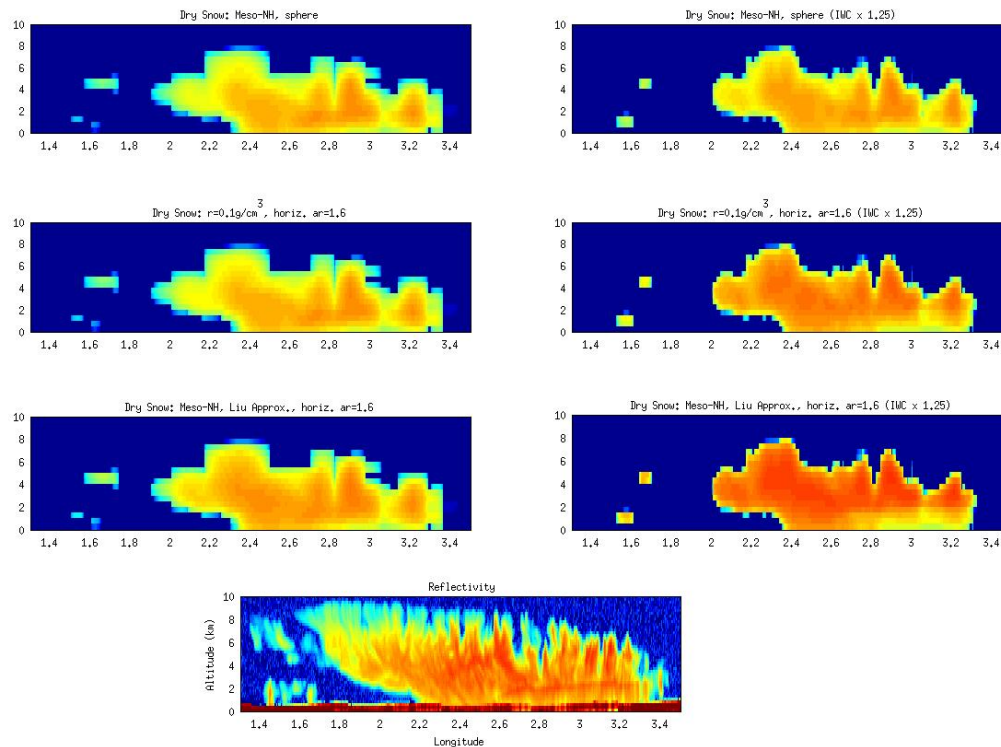 Dry Snow: Meso-NH, sphere
10
8
6
4
2
0
1.4 1.6 1.8 2 2.2 2.4 2.6 2.8 3 3.2 3.4
Dry Snow: Meso-NH, sphere (IWC x 1.25)
10
8
6
4
2
0
1.4 1.6 1.8 2 2.2 2.4 2.6 2.8 3 3.2 3.4
3
Dry Snow: r=0.1g/cm , horiz. ar=1.6
10
8
6
4
2
0
1.4 1.6 1.8 2 2.2 2.4 2.6 2.8 3 3.2 3.4
3
Dry Snow: r=0.1g/cm , horiz. ar=1.6 (IWC x 1.25)
10
8
6
4
2
0
1.4 1.6 1.8 2 2.2 2.4 2.6 2.8 3 3.2 3.4
Dry Snow: Meso-NH, Liu Approx., horiz. ar=1.6
10
8
6
4
2
0
1.4 1.6 1.8 2 2.2 2.4 2.6 2.8 3 3.2 3.4
Dry Snow: Meso-NH, Liu Approx., horiz. ar=1.6 (IWC x 1.25)
10
8
6
4
2
0
1.4 1.6 1.8 2 2.2 2.4 2.6 2.8 3 3.2 3.4
Reflectivity
Altitude (km)
10
8
6
4
2
0
1.4 1.6 1.8 2 2.2 2.4 2.6 2.8 3 3.2 3.4
Longitude